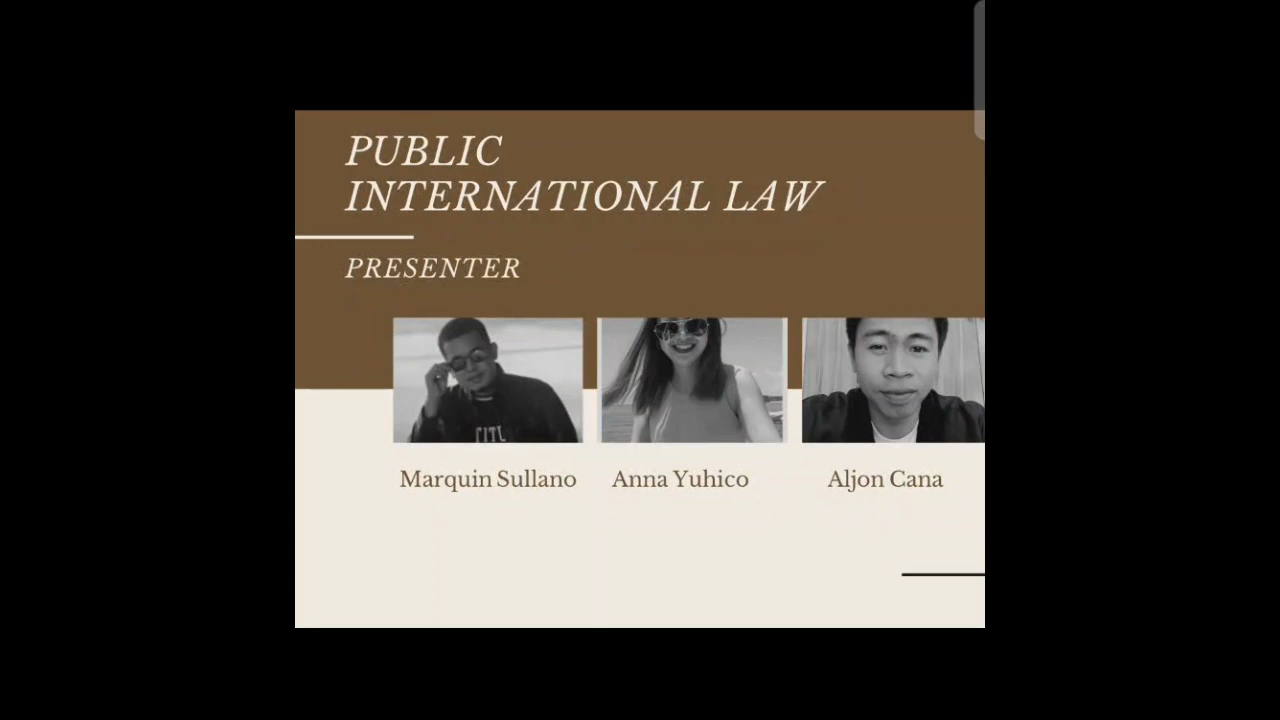 PUBLIC
INTERNATIONAL LAW
PRESENTER
Marquin Sullano
Anna Yuhico
Aljon Cana